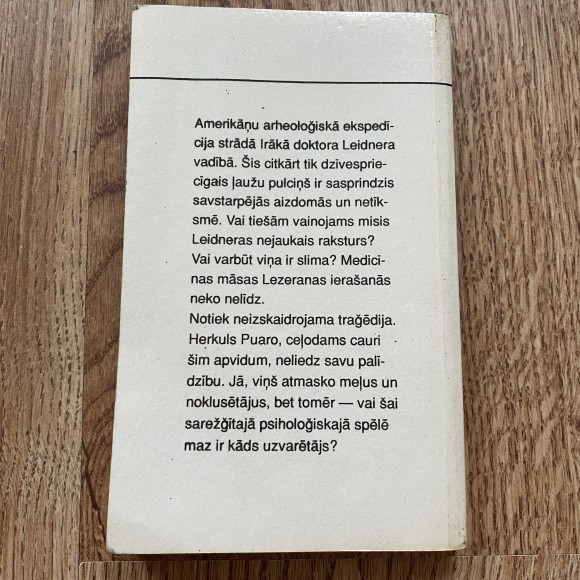 Amerikāņu arheoloģiskā ekspedī-
cija strādā Irākā doktora Leidnera
vadībā. Šis citkārt tik dzīvesprie-
cīgais ļaužu pulciņš ir sasprindzis
savstarpējās aizdomās un netīk-
smē. Vai tiešām vainojams misis
Leidneras nejaukais raksturs?
Vai varbūt viņa ir slima? Medicī-
nas māsas Lezeranas ierašanās
neko nelīdz.
Notiek neizskaidrojama traģēdija.
Herkuls Puaro, ceļodams cauri
šim apvidum, neliedz savu palī-
dzību. Jā, viņš atmasko meļus un
noklusētājus, bet tomēr — vai šai
sarežģītajā psiholoģiskajā spēlē
maz ir kāds uzvarētājs?